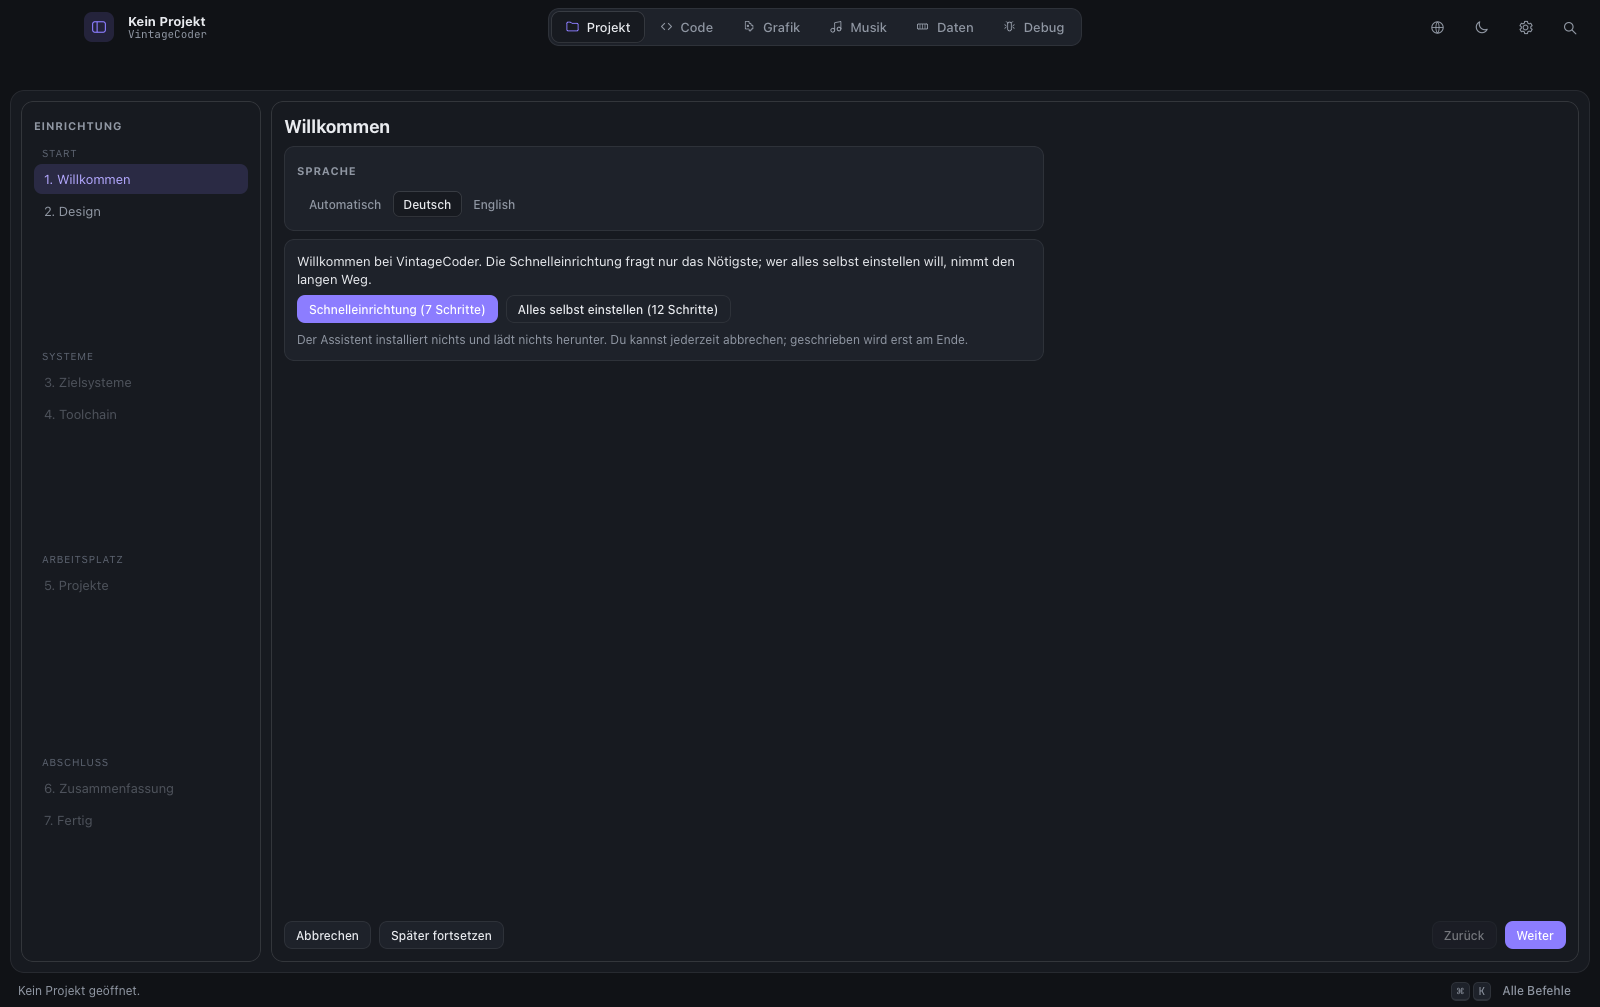 Kein Projekt
VintageCoder
Projekt
Code
Grafik
Musik
Daten
Debug
EINRICHTUNG
START
1. Willkommen
2. Design
SYSTEME
3. Zielsysteme
4. Toolchain
ARBEITSPLATZ
5. Projekte
ABSCHLUSS
6. Zusammenfassung
7. Fertig
Willkommen
SPRACHE
Automatisch
Deutsch
English
Willkommen bei VintageCoder. Die Schnelleinrichtung fragt nur das Nötigste; wer alles selbst einstellen will, nimmt den
langen Weg.
Schnelleinrichtung (7 Schritte)
Alles selbst einstellen (12 Schritte)
Der Assistent installiert nichts und lädt nichts herunter. Du kannst jederzeit abbrechen; geschrieben wird erst am Ende.
Abbrechen
Später fortsetzen
Zurück
Weiter
Kein Projekt geöffnet.
⌘ K Alle Befehle